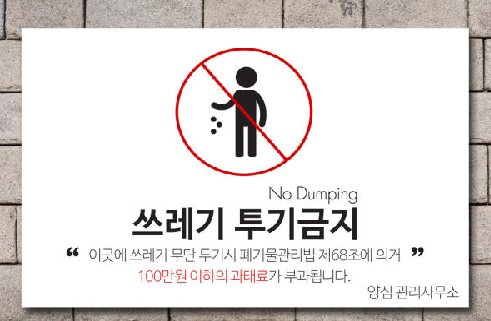 No Dumping
쓰레기 투기금지
“ 이곳에 쓰레기 무단 투기시 폐기물관리법 제68조에 의거 ”
100만원 이하의 과태료가 부과됩니다.
양심 관리사무소